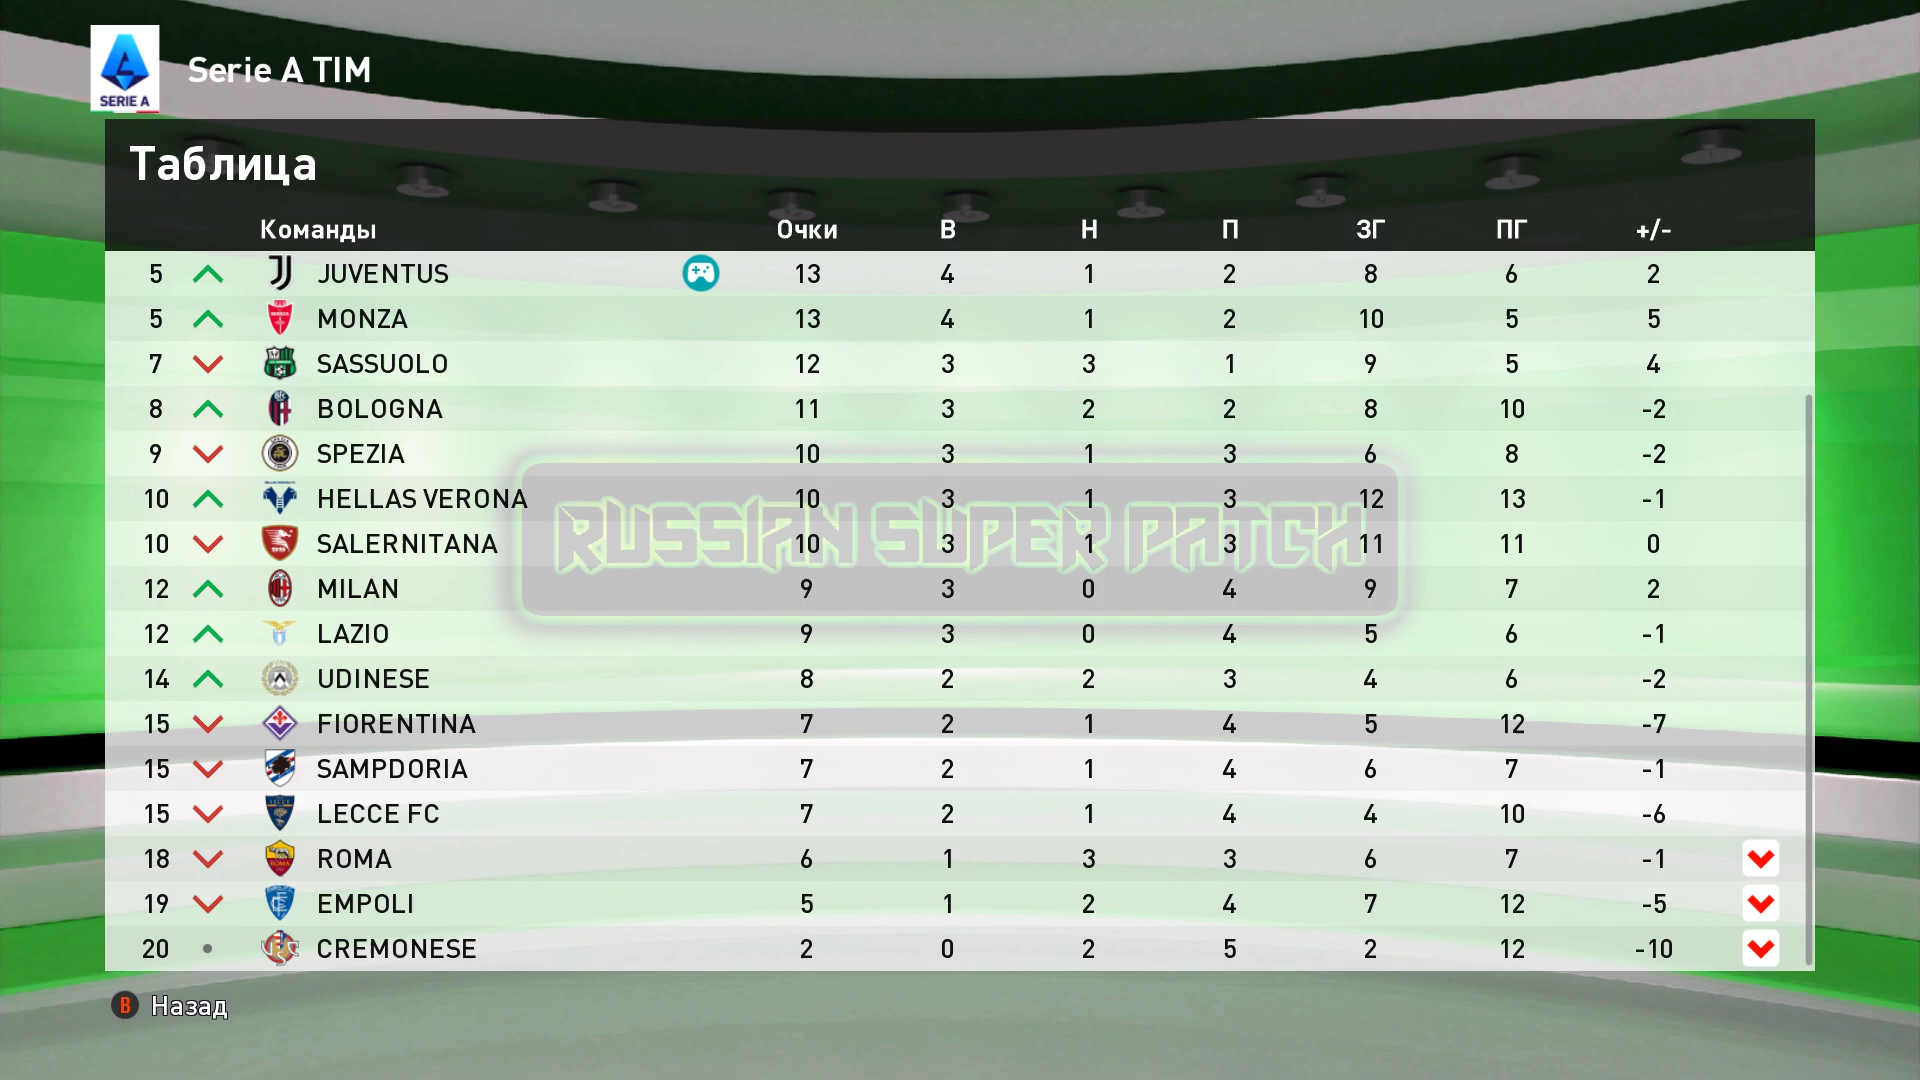 SERIE A
Serie A TIM
Таблица
Команды Очки В Н П ЗГ ПГ +/-
5 JUVENTUS 13 4 1 2 8 6 2
5 MONZA 13 4 1 2 10 5 5
7 SASSUOLO 12 3 3 1 9 5 4
8 BOLOGNA 11 3 2 2 8 10 -2
9 SPEZIA 10 3 1 3 6 8 -2
10 HELLAS VERONA 10 3 1 3 12 13 -1
RUSSIAN SUPER PATCH
10 SALERNITANA 10 3 1 3 11 11 0
12 MILAN 9 3 0 4 9 7 2
12 LAZIO 9 3 0 4 5 6 -1
14 UDINESE 8 2 2 3 4 6 -2
15 FIORENTINA 7 2 1 4 5 12 -7
15 SAMPDORIA 7 2 1 4 6 7 -1
15 LECCE FC 7 2 1 4 4 10 -6
18 ROMA 6 1 3 3 6 7 -1
19 EMPOLI 5 1 2 4 7 12 -5
20 CREMONESE 2 0 2 5 2 12 -10
B Назад